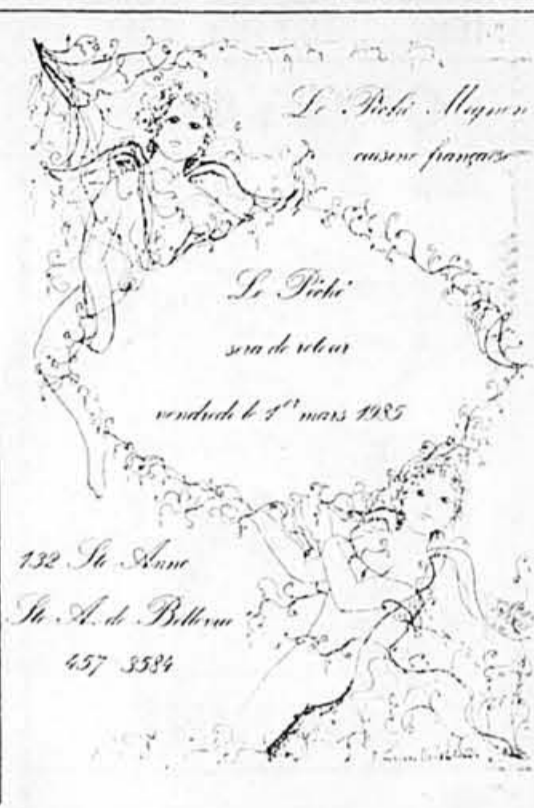 Le Péché Mignon
cuisine française
Le Péché
sera de retour
vendredi le 1er mars 1985
132 Ste Anne
Ste A. de Bellevue
457-3584